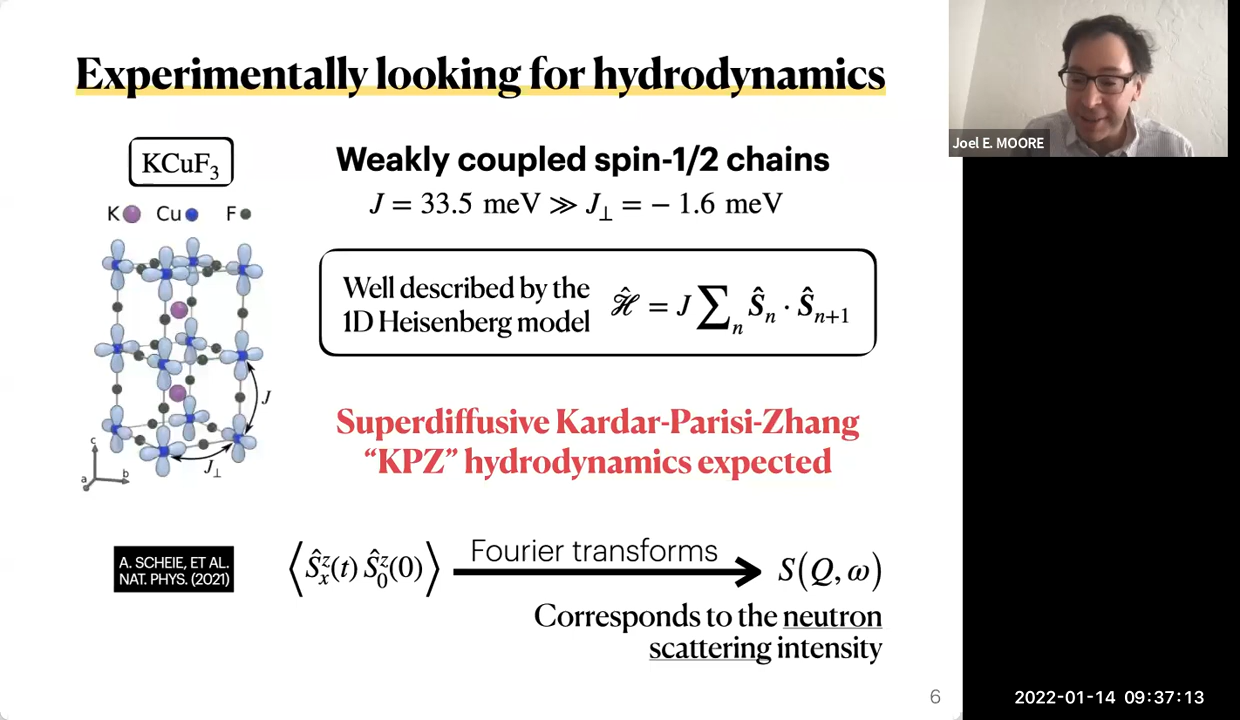 Experimentally looking for hydrodynamics
KCuF₃
K Cu F
J
J⊥
c
a
b
Weakly coupled spin-1/2 chains
J = 33.5 meV ≫ J⊥ = − 1.6 meV
Well described by the
1D Heisenberg model
ℋ̂ = J ∑ₙ Ŝₙ · Ŝₙ₊₁
Superdiffusive Kardar-Parisi-Zhang
“KPZ” hydrodynamics expected
A. SCHEIE, ET AL.
NAT. PHYS. (2021)
⟨Ŝᶻₓ(t) Ŝᶻ₀(0)⟩
Fourier transforms
S(Q, ω)
Corresponds to the neutron
scattering intensity
6
Joel E. MOORE
2022-01-14 09:37:13